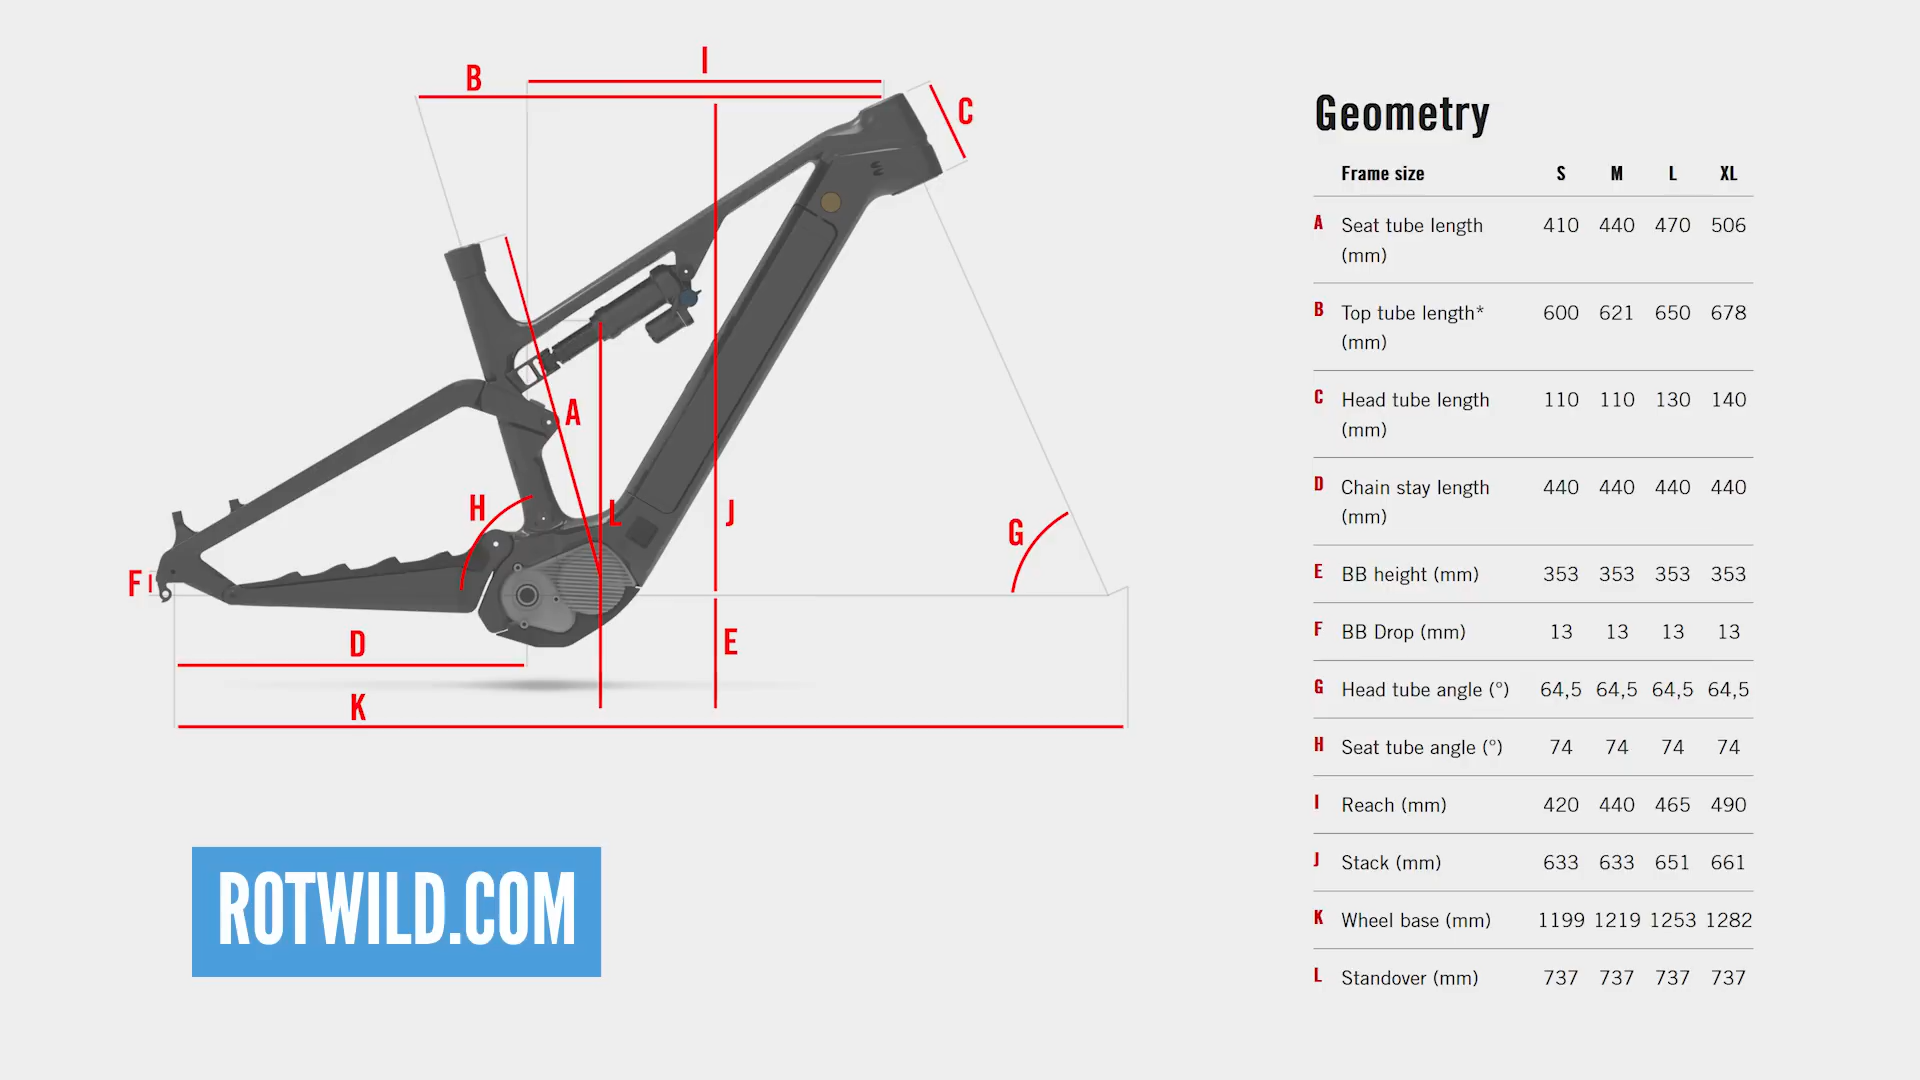 I
B
C
A
H
L
J
G
F
D
E
K
ROTWILD.COM
Geometry
Frame size S M L XL
A Seat tube length 410 440 470 506
(mm)
B Top tube length* 600 621 650 678
(mm)
C Head tube length 110 110 130 140
(mm)
D Chain stay length 440 440 440 440
(mm)
E BB height (mm) 353 353 353 353
F BB Drop (mm) 13 13 13 13
G Head tube angle (°) 64,5 64,5 64,5 64,5
H Seat tube angle (°) 74 74 74 74
I Reach (mm) 420 440 465 490
J Stack (mm) 633 633 651 661
K Wheel base (mm) 1199 1219 1253 1282
L Standover (mm) 737 737 737 737